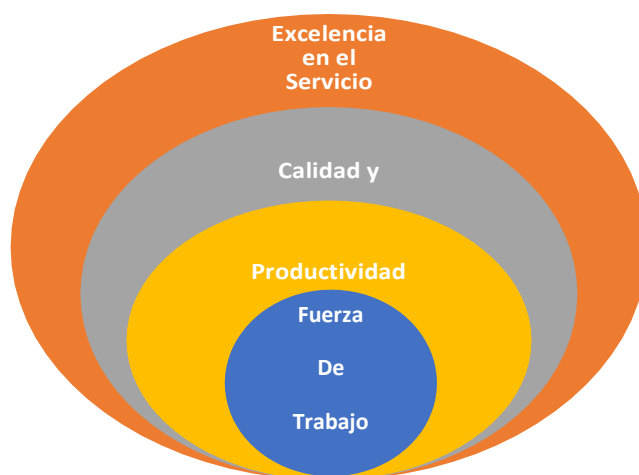 Excelencia
en el
Servicio
Calidad y
Productividad
Fuerza
De
Trabajo